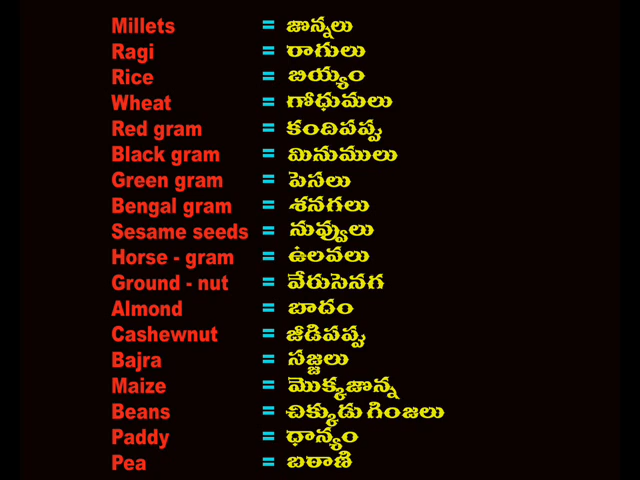 Millets = జొన్నలు
Ragi = రాగులు
Rice = బియ్యం
Wheat = గోధుమలు
Red gram = కందిపప్పు
Black gram = మినుములు
Green gram = పెసలు
Bengal gram = శనగలు
Sesame seeds = నువ్వులు
Horse - gram = ఉలవలు
Ground - nut = వేరుసెనగ
Almond = బాదం
Cashewnut = జీడిపప్పు
Bajra = సజ్జలు
Maize = మొక్కజొన్న
Beans = చిక్కుడు గింజలు
Paddy = ధాన్యం
Pea = బఠాణి